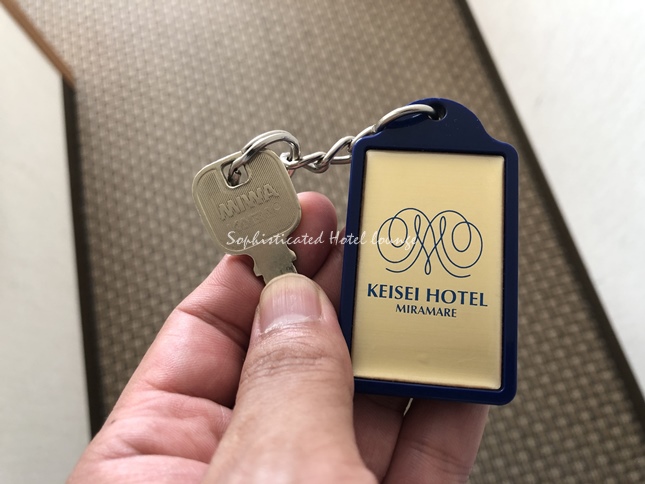 MIWA
Sophisticated Hotel lounge
KEISEI HOTEL
MIRAMARE